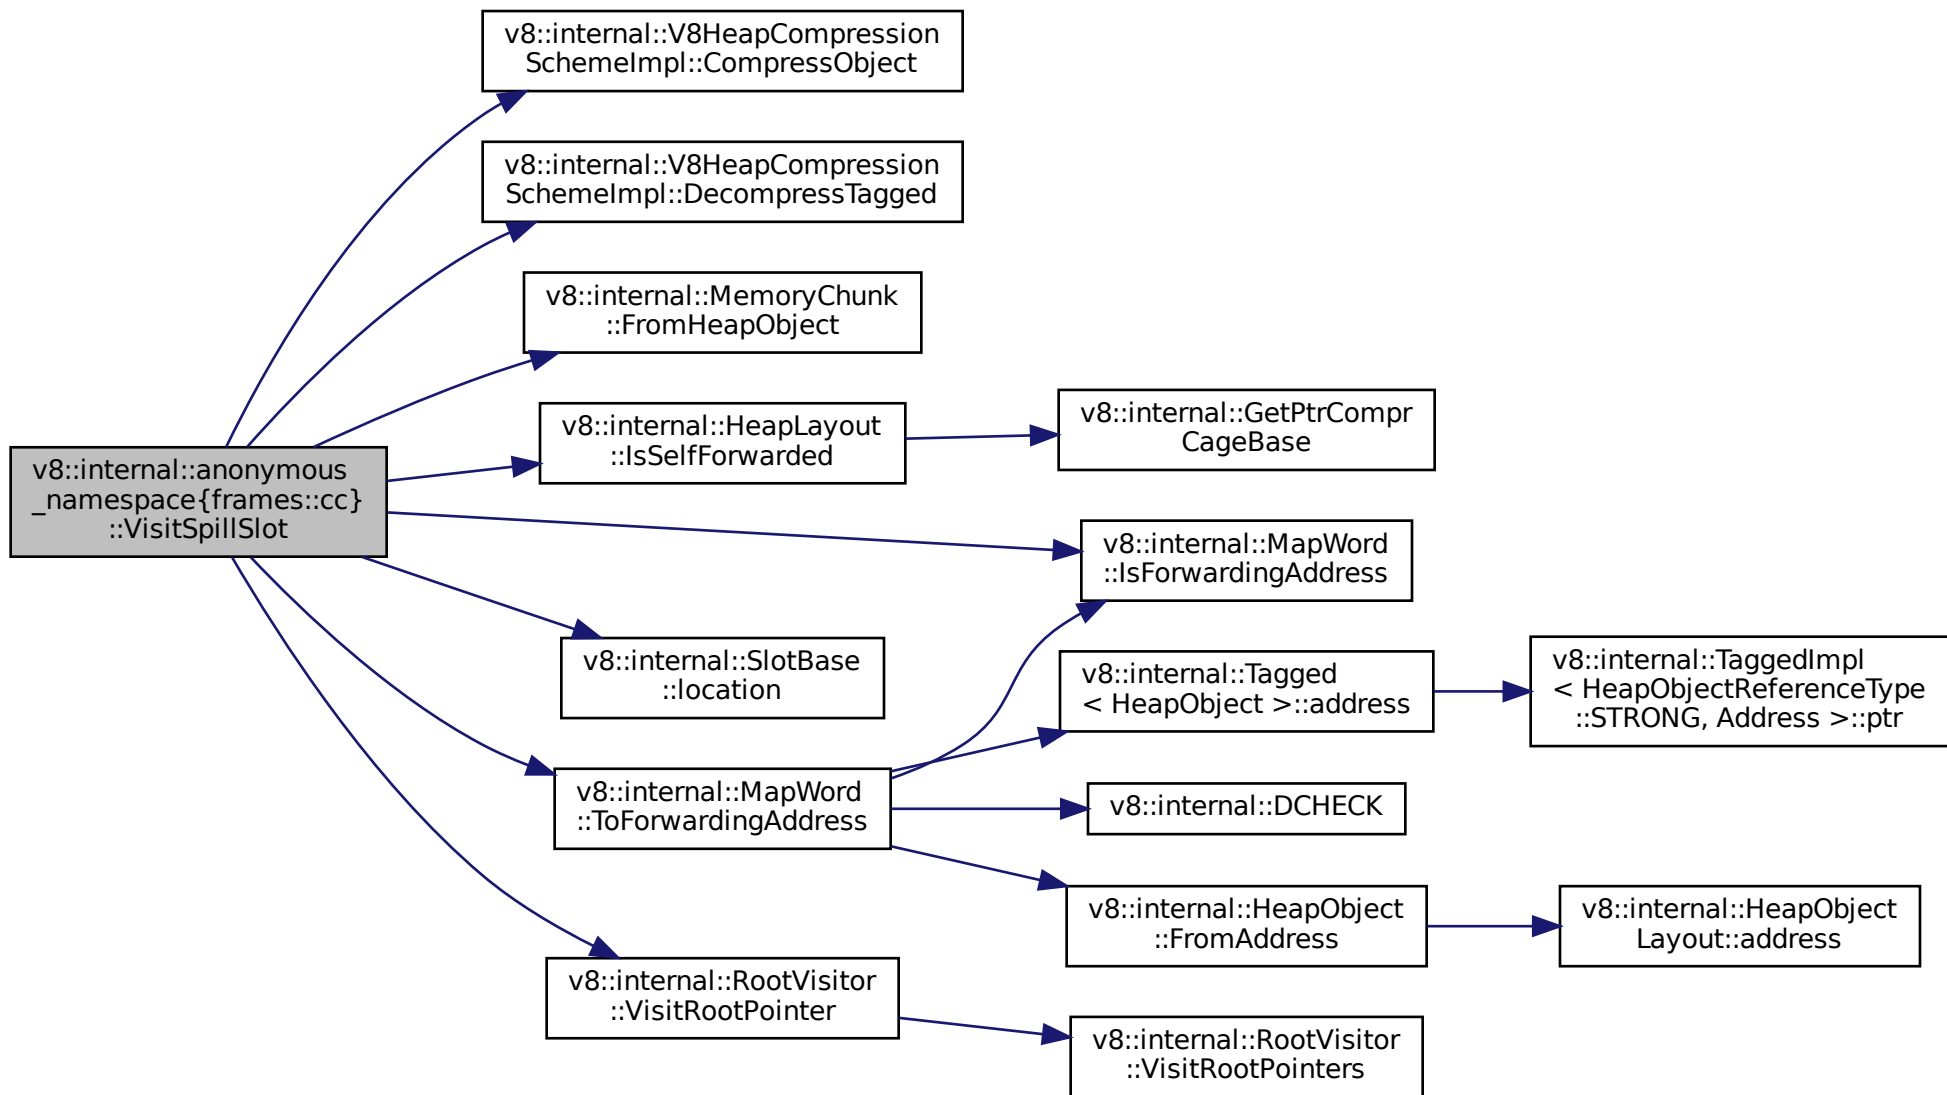 v8::internal::V8HeapCompression
SchemeImpl::CompressObject
v8::internal::V8HeapCompression
SchemeImpl::DecompressTagged
v8::internal::MemoryChunk
::FromHeapObject
v8::internal::HeapLayout
::IsSelfForwarded
v8::internal::GetPtrCompr
CageBase
v8::internal::anonymous
_namespace{frames::cc}
::VisitSpillSlot
v8::internal::MapWord
::IsForwardingAddress
v8::internal::SlotBase
::location
v8::internal::Tagged
< HeapObject >::address
v8::internal::TaggedImpl
< HeapObjectReferenceType
::STRONG, Address >::ptr
v8::internal::MapWord
::ToForwardingAddress
v8::internal::DCHECK
v8::internal::HeapObject
::FromAddress
v8::internal::HeapObject
Layout::address
v8::internal::RootVisitor
::VisitRootPointer
v8::internal::RootVisitor
::VisitRootPointers